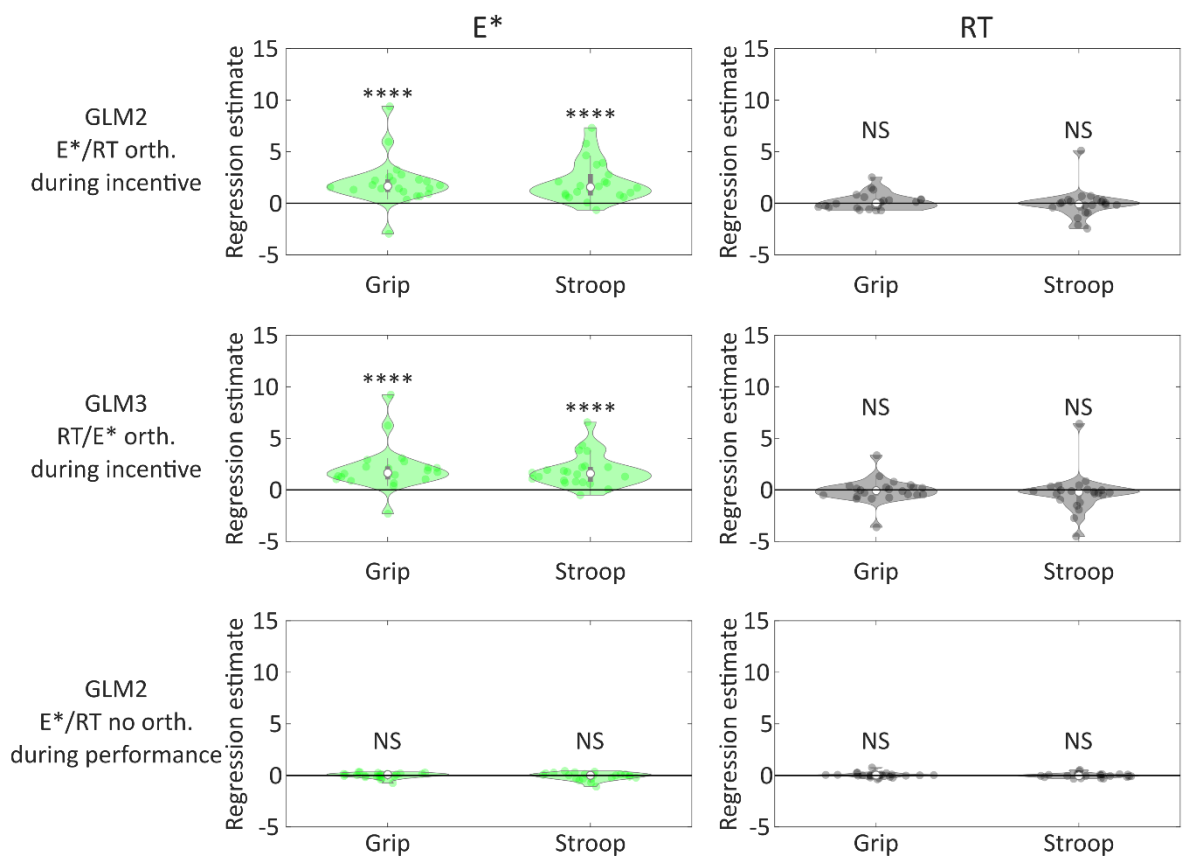 E*
RT
GLM2
E*/RT orth.
during incentive
Regression estimate
15
10
5
0
-5
****
****
Grip
Stroop
Regression estimate
15
10
5
0
-5
NS
NS
Grip
Stroop
GLM3
RT/E* orth.
during incentive
Regression estimate
15
10
5
0
-5
****
****
Grip
Stroop
Regression estimate
15
10
5
0
-5
NS
NS
Grip
Stroop
GLM2
E*/RT no orth.
during performance
Regression estimate
15
10
5
0
-5
NS
NS
Grip
Stroop
Regression estimate
15
10
5
0
-5
NS
NS
Grip
Stroop